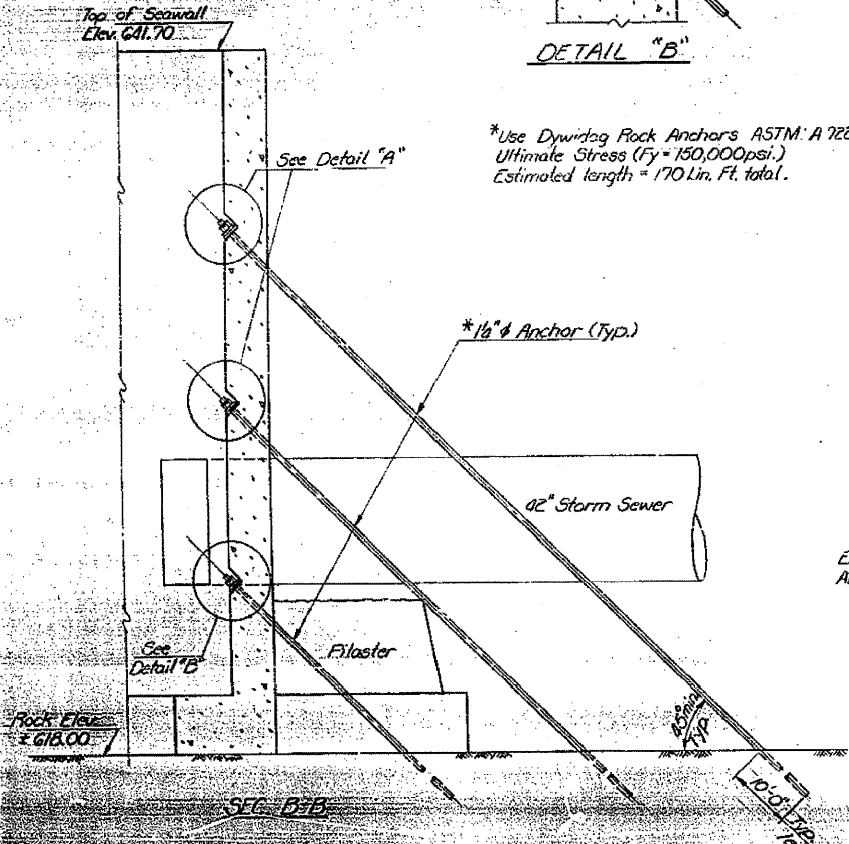 Top of Seawall
Elev. 641.70
DETAIL "B"
*Use Dywidag Rock Anchors ASTM: A 722
Ultimate Stress (Fy = 150,000psi.)
Estimated length = 170 Lin. Ft. total.
See Detail "A"
Anchor (Typ.)
42" Storm Sewer
See
Detail "B"
Pilaster
Rock Elev.
± 618.00
45° min.
Typ.
10'-0" Typ.
SEC. B-B